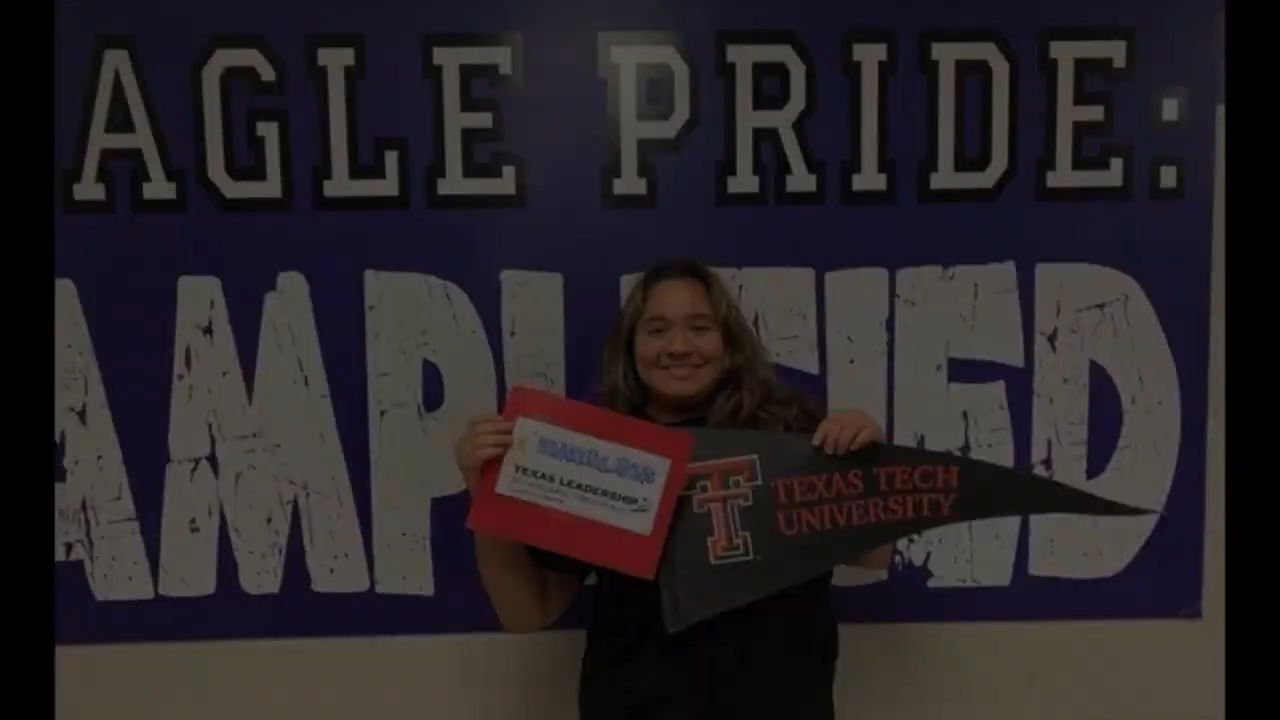 AGLE PRIDE:
AMPLIFIED
TEXAS LEADERSHIP
TEXAS TECH
UNIVERSITY